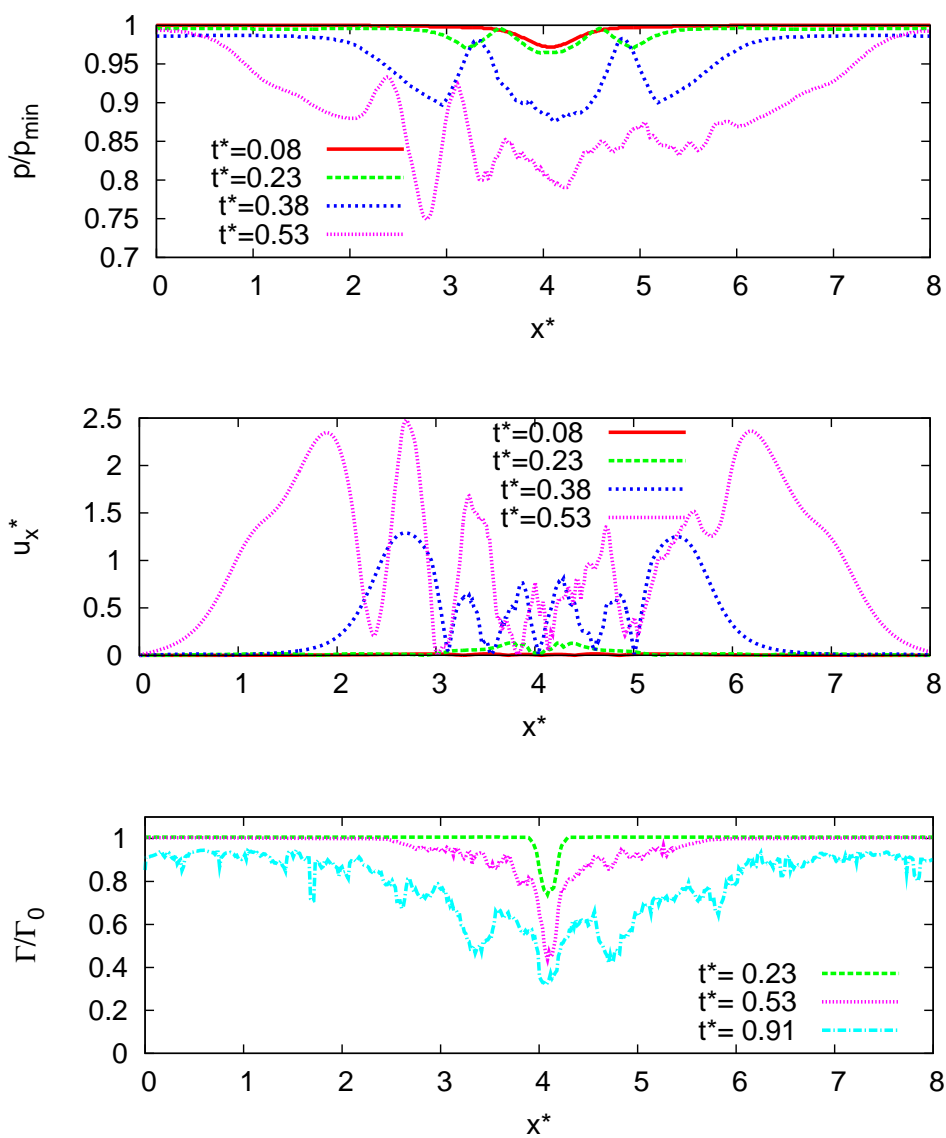 1
0.95
0.9
0.85
0.8
0.75
0.7
p/p_min
t*=0.08
t*=0.23
t*=0.38
t*=0.53
0 1 2 3 4 5 6 7 8
x*
2.5
2
1.5
1
0.5
0
u_x*
t*=0.08
t*=0.23
t*=0.38
t*=0.53
0 1 2 3 4 5 6 7 8
x*
1
0.8
0.6
0.4
0.2
0
Γ/Γ_0
t*= 0.23
t*= 0.53
t*= 0.91
0 1 2 3 4 5 6 7 8
x*